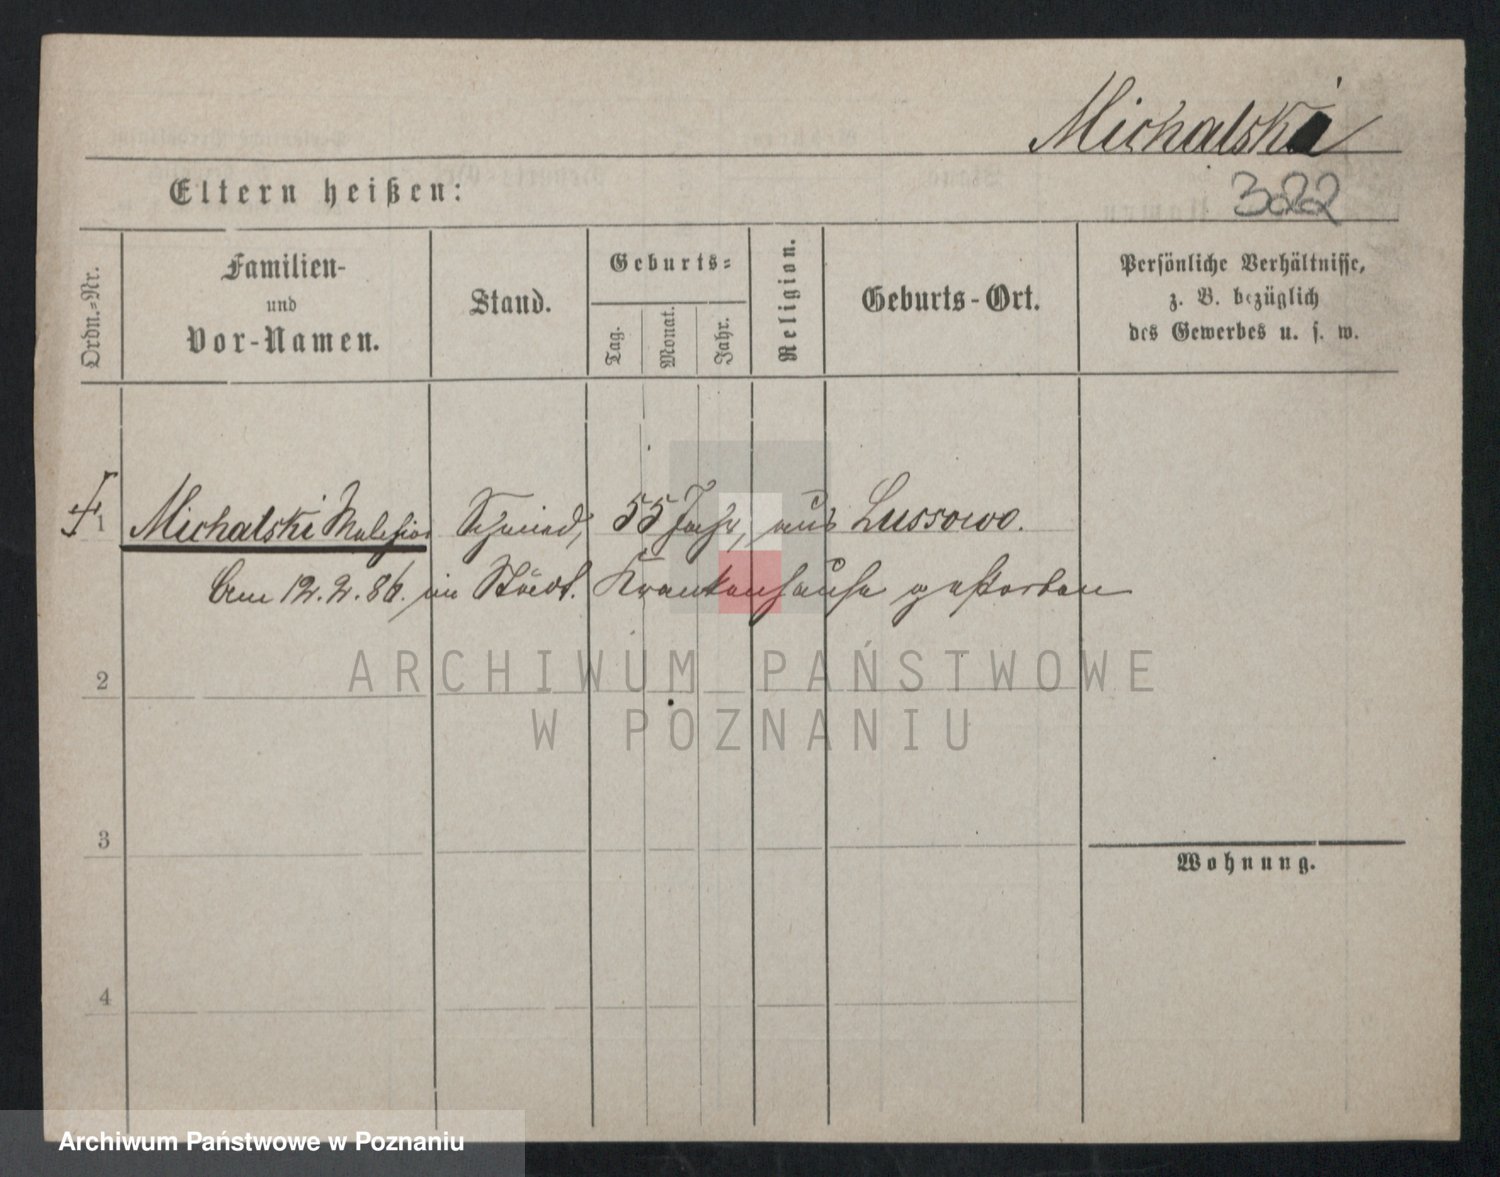 Michalski
322
Eltern heißen:
Ordn.-Nr.
Familien-
und
Vor-Namen.
Stand.
Geburts-
Tag.
Monat.
Jahr.
Religion.
Geburts-Ort.
Persönliche Verhältnisse,
z. B. bezüglich
des Gewerbes u. s. w.
1 Michalski Schmied, 55 Jahr, aus Lussowo.
Am 12.2.86. im Städt. Krankenhause gestorben
2
ARCHIWUM PAŃSTWOWE
W POZNANIU
3
Wohnung.
4
Archiwum Państwowe w Poznaniu